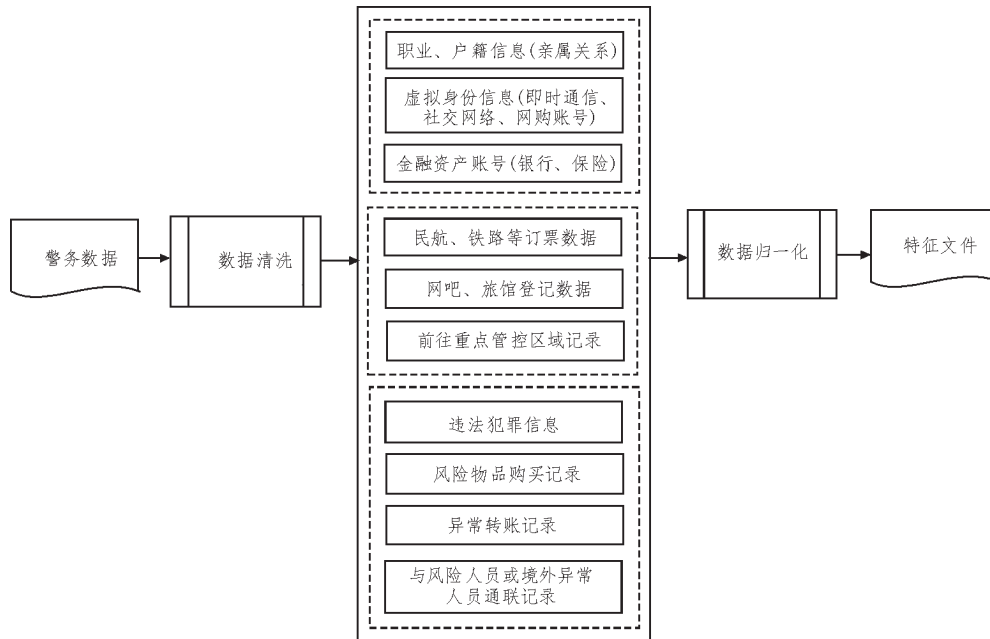 职业、户籍信息(亲属关系)
虚拟身份信息(即时通信、
社交网络、网购账号)
金融资产账号(银行、保险)
警务数据
数据清洗
民航、铁路等订票数据
网吧、旅馆登记数据
前往重点管控区域记录
数据归一化
特征文件
违法犯罪信息
风险物品购买记录
异常转账记录
与风险人员或境外异常
人员通联记录